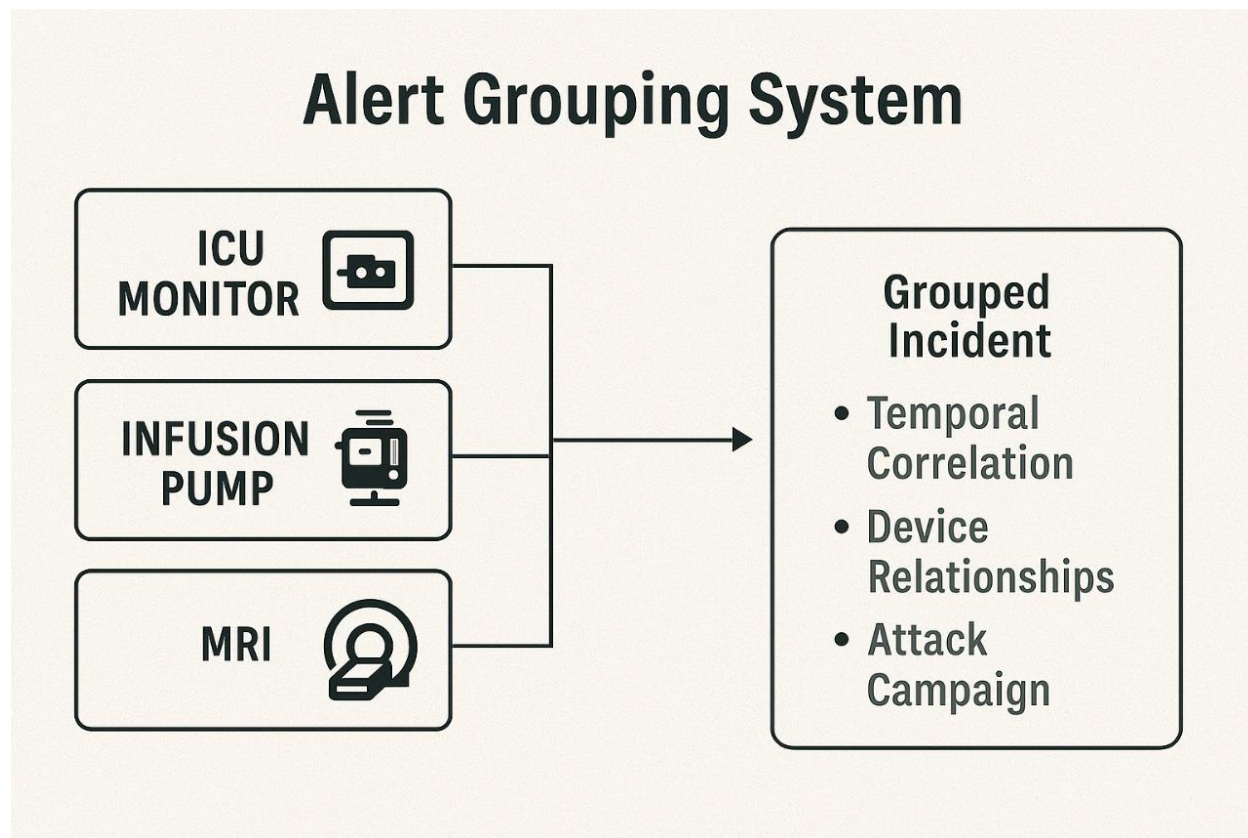 Alert Grouping System
ICU
MONITOR
INFUSION
PUMP
MRI
Grouped
Incident
• Temporal
Correlation
• Device
Relationships
• Attack
Campaign